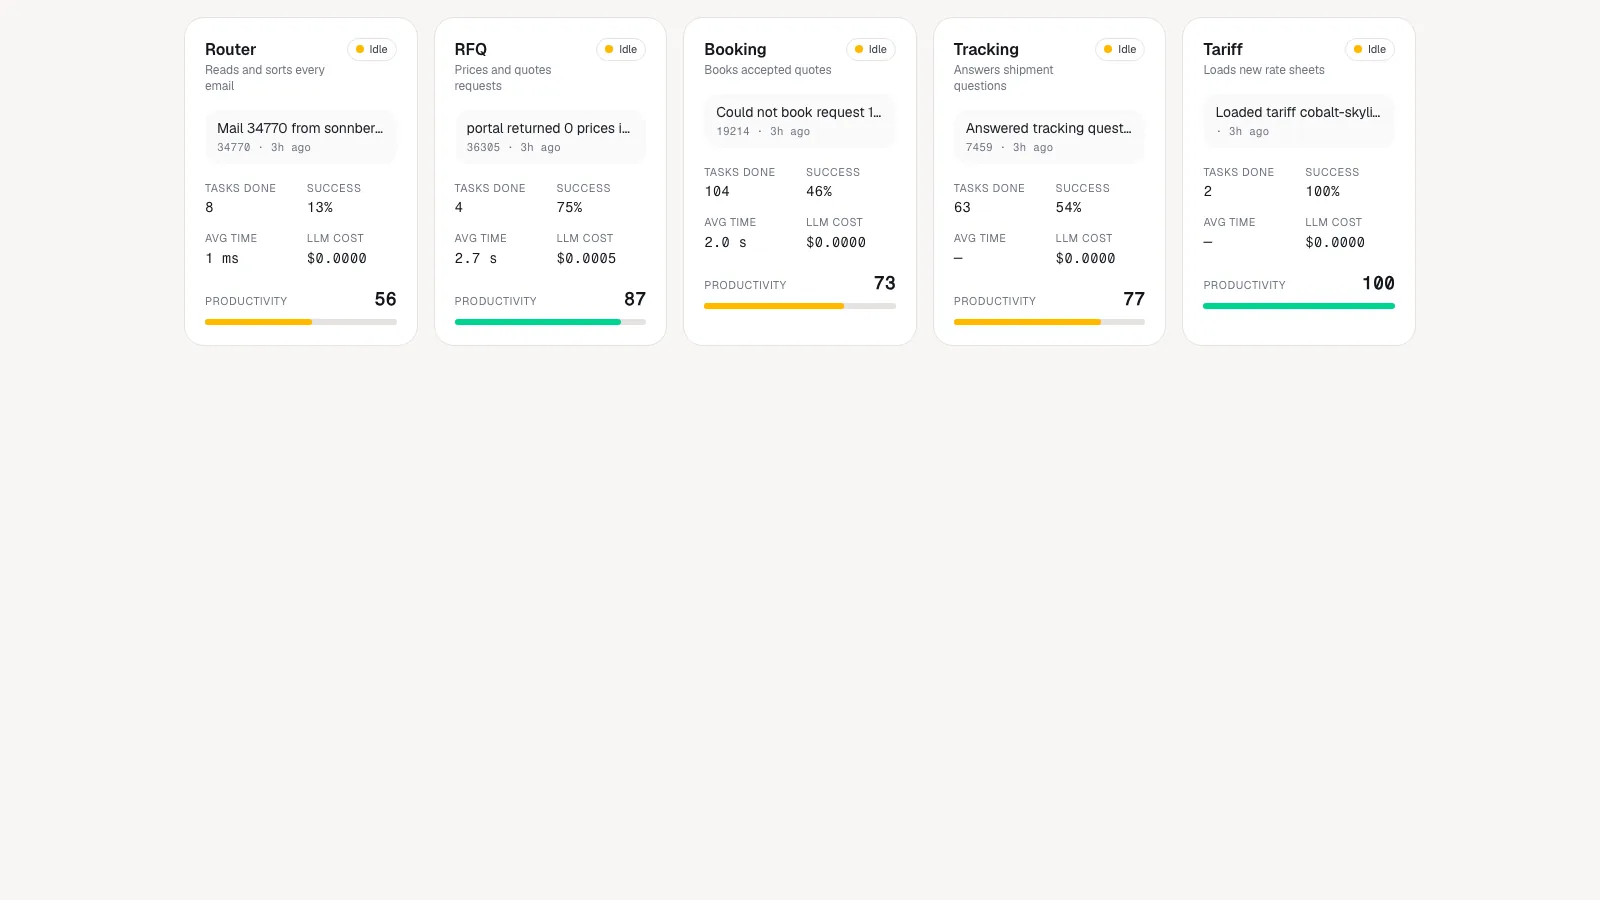 Router
Idle
Reads and sorts every
email
Mail 34770 from sonnber…
34770 · 3h ago
TASKS DONE
SUCCESS
8
13%
AVG TIME
LLM COST
1 ms
$0.0000
PRODUCTIVITY
56
RFQ
Idle
Prices and quotes
requests
portal returned 0 prices i…
36305 · 3h ago
TASKS DONE
SUCCESS
4
75%
AVG TIME
LLM COST
2.7 s
$0.0005
PRODUCTIVITY
87
Booking
Idle
Books accepted quotes
Could not book request 1…
19214 · 3h ago
TASKS DONE
SUCCESS
104
46%
AVG TIME
LLM COST
2.0 s
$0.0000
PRODUCTIVITY
73
Tracking
Idle
Answers shipment
questions
Answered tracking quest…
7459 · 3h ago
TASKS DONE
SUCCESS
63
54%
AVG TIME
LLM COST
—
$0.0000
PRODUCTIVITY
77
Tariff
Idle
Loads new rate sheets
Loaded tariff cobalt-skyli…
· 3h ago
TASKS DONE
SUCCESS
2
100%
AVG TIME
LLM COST
—
$0.0000
PRODUCTIVITY
100